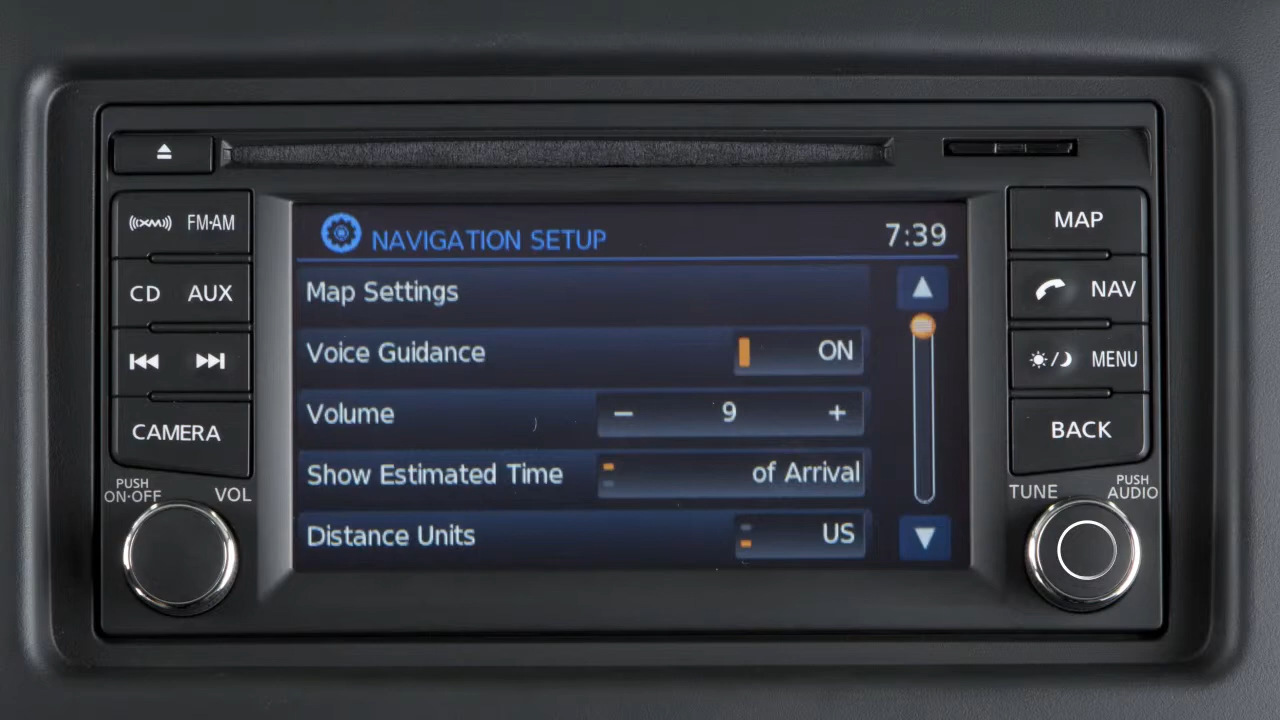 XM FM·AM
CD AUX
CAMERA
PUSH
ON·OFF
VOL
NAVIGATION SETUP
7:39
Map Settings
Voice Guidance ON
Volume − 9 +
Show Estimated Time of Arrival
Distance Units US
MAP
NAV
MENU
BACK
TUNE
PUSH
AUDIO